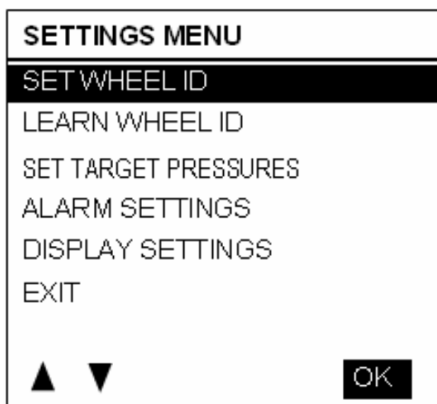 SETTINGS MENU
SET WHEEL ID
LEARN WHEEL ID
SET TARGET PRESSURES
ALARM SETTINGS
DISPLAY SETTINGS
EXIT
▲ ▼ OK